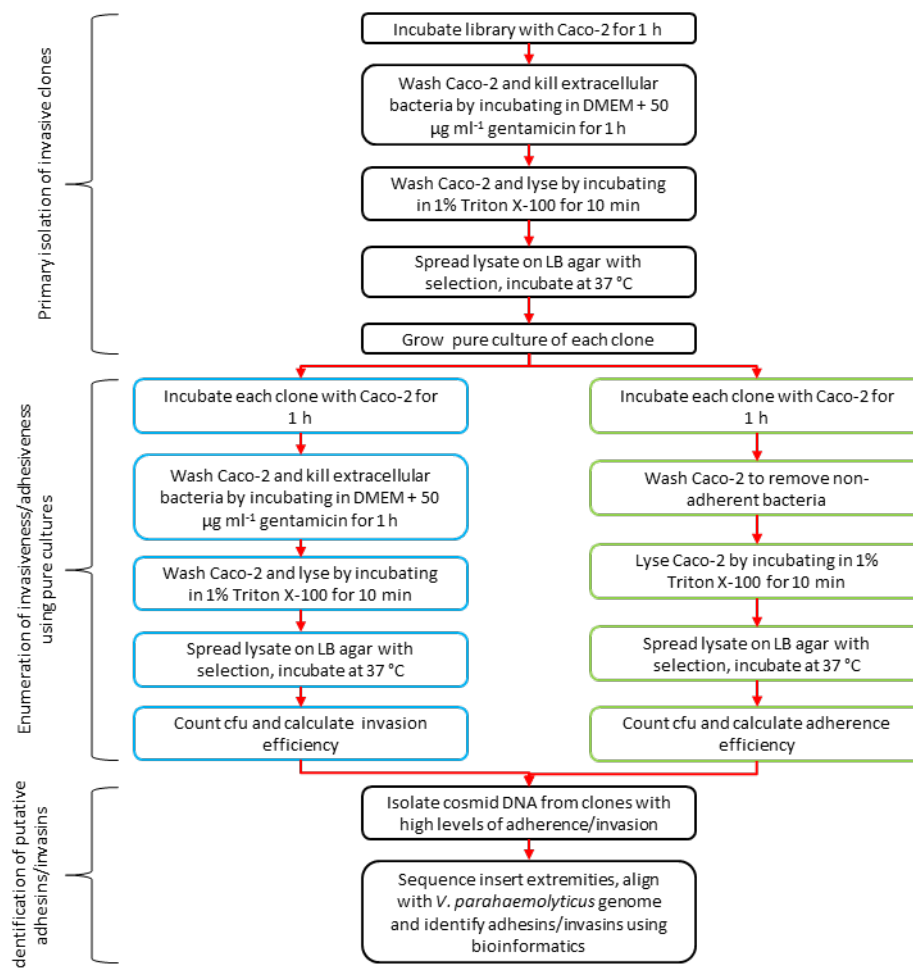 Primary isolation of invasive clones
Incubate library with Caco-2 for 1 h
Wash Caco-2 and kill extracellular
bacteria by incubating in DMEM + 50
µg ml⁻¹ gentamicin for 1 h
Wash Caco-2 and lyse by incubating
in 1% Triton X-100 for 10 min
Spread lysate on LB agar with
selection, incubate at 37 °C
Grow pure culture of each clone
Enumeration of invasiveness/adhesiveness
using pure cultures
Incubate each clone with Caco-2 for
1 h
Wash Caco-2 and kill extracellular
bacteria by incubating in DMEM + 50
µg ml⁻¹ gentamicin for 1 h
Wash Caco-2 and lyse by incubating
in 1% Triton X-100 for 10 min
Spread lysate on LB agar with
selection, incubate at 37 °C
Count cfu and calculate invasion
efficiency
Incubate each clone with Caco-2 for
1 h
Wash Caco-2 to remove non-
adherent bacteria
Lyse Caco-2 by incubating in 1%
Triton X-100 for 10 min
Spread lysate on LB agar with
selection, incubate at 37 °C
Count cfu and calculate adherence
efficiency
dentification of putative
adhesins/invasins
Isolate cosmid DNA from clones with
high levels of adherence/invasion
Sequence insert extremities, align
with V. parahaemolyticus genome
and identify adhesins/invasins using
bioinformatics